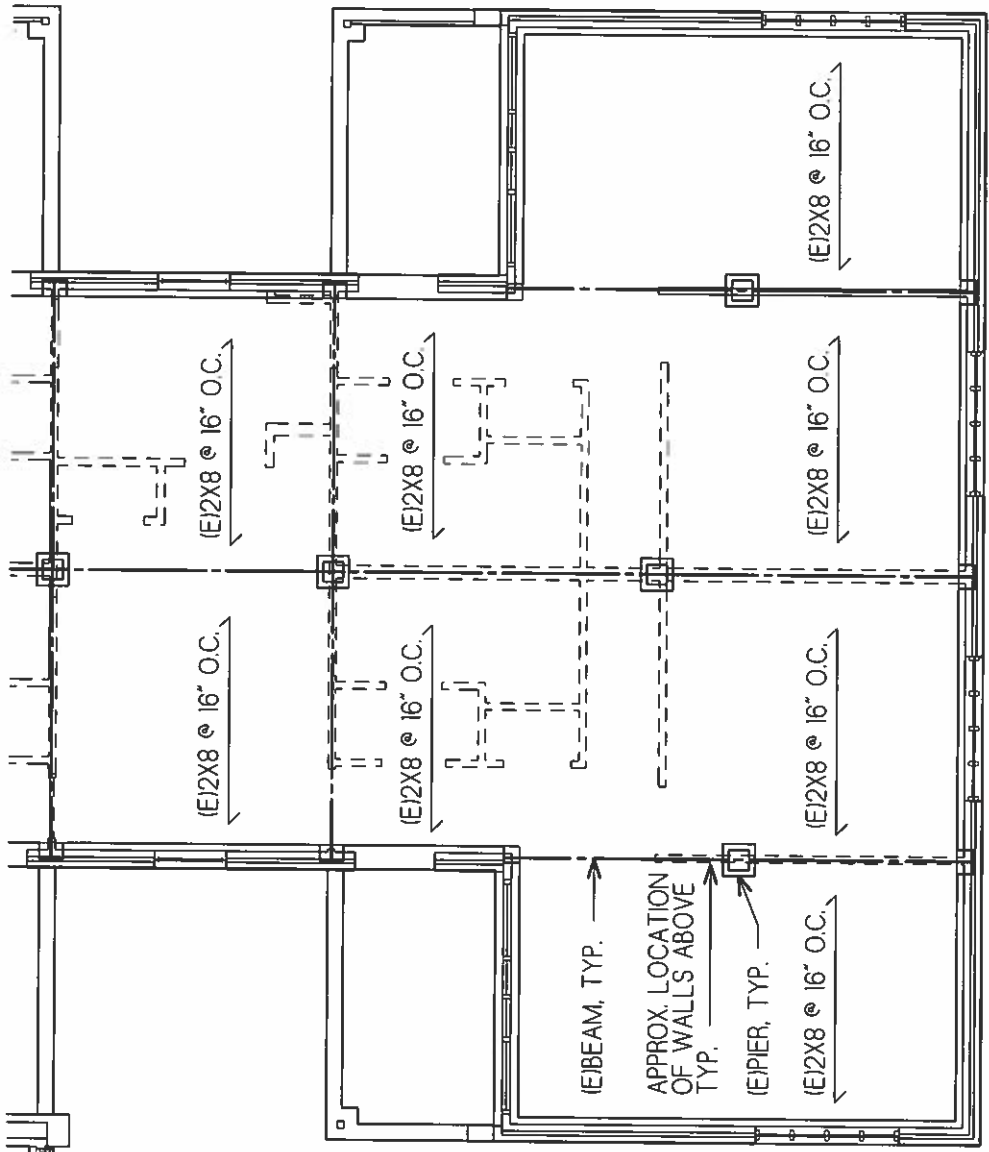 (E)2X8 @ 16" O.C.
(E)2X8 @ 16" O.C.
(E)2X8 @ 16" O.C.
(E)2X8 @ 16" O.C.
(E)2X8 @ 16" O.C.
(E)2X8 @ 16" O.C.
(E)2X8 @ 16" O.C.
(E)BEAM, TYP.
APPROX. LOCATION
OF WALLS ABOVE
TYP.
(E)PIER, TYP.
(E)2X8 @ 16" O.C.